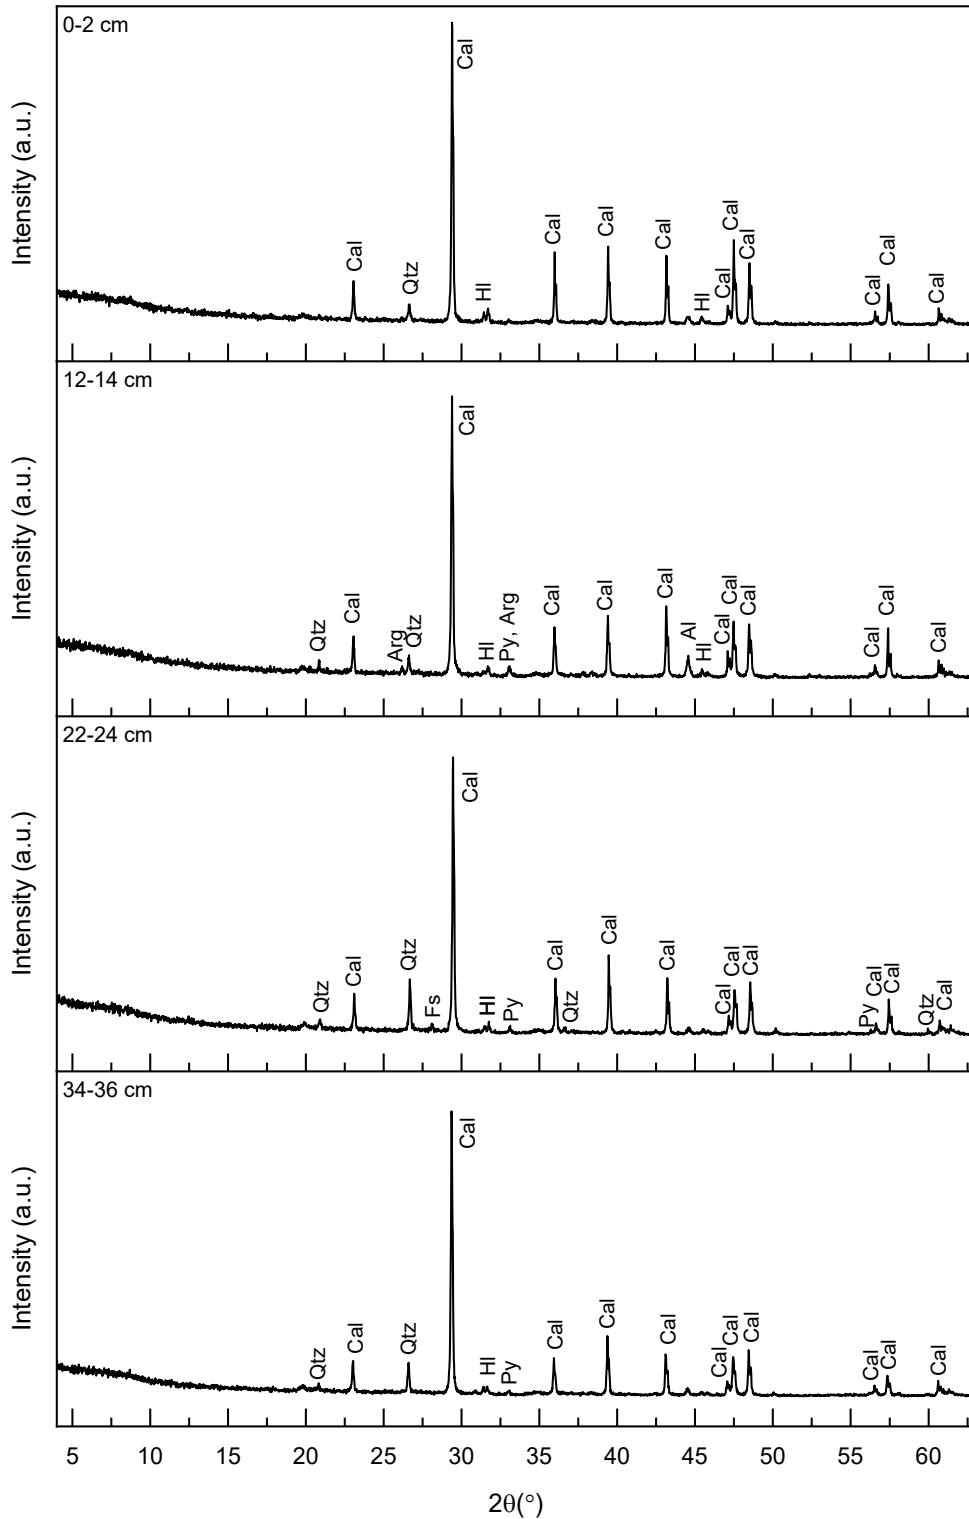 0-2 cm
Intensity (a.u.)
Cal
Qtz
Cal
Hl
Cal
Cal
Cal
Hl
Cal
Cal
Cal
Cal
Cal
Cal
12-14 cm
Intensity (a.u.)
Qtz
Cal
Arg
Qtz
Cal
Hl
Py, Arg
Cal
Cal
Cal
Al
Hl
Cal
Cal
Cal
Cal
Cal
Cal
22-24 cm
Intensity (a.u.)
Qtz
Cal
Qtz
Fs
Cal
Hl
Py
Cal
Qtz
Cal
Cal
Cal
Cal
Cal
Py
Cal
Cal
Qtz
Cal
34-36 cm
Intensity (a.u.)
Qtz
Cal
Qtz
Cal
Hl
Py
Cal
Cal
Cal
Cal
Cal
Cal
Cal
Cal
Cal
5 10 15 20 25 30 35 40 45 50 55 60
2θ(°)